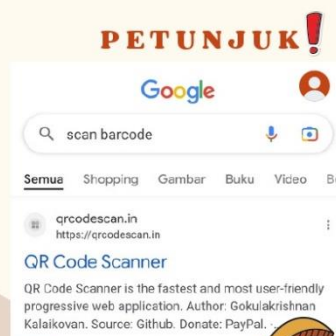 PETUNJUK!
Google
scan barcode
Semua Shopping Gambar Buku Video
qrcodescan.in
https://qrcodescan.in
QR Code Scanner
QR Code Scanner is the fastest and most user-friendly
progressive web application. Author: Gokulakrishnan
Kalaikovan. Source: Github. Donate: PayPal.